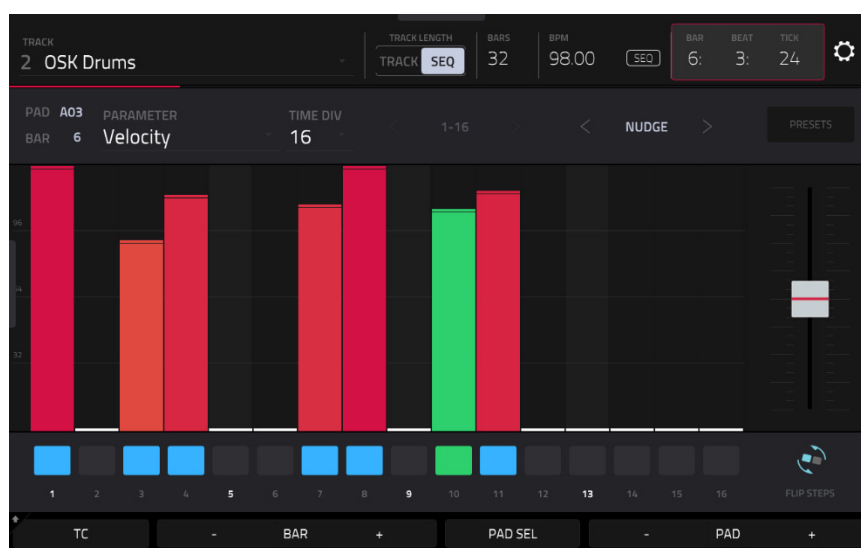 TRACK TRACK LENGTH BARS BPM BAR BEAT TICK
2 OSK Drums TRACK SEQ 32 98.00 SEQ 6: 3: 24
PAD A03 PARAMETER TIME DIV
BAR 6 Velocity 16 < 1-16 > < NUDGE > PRESETS
96
64
32
1 2 3 4 5 6 7 8 9 10 11 12 13 14 15 16 FLIP STEPS
TC - BAR + PAD SEL - PAD +